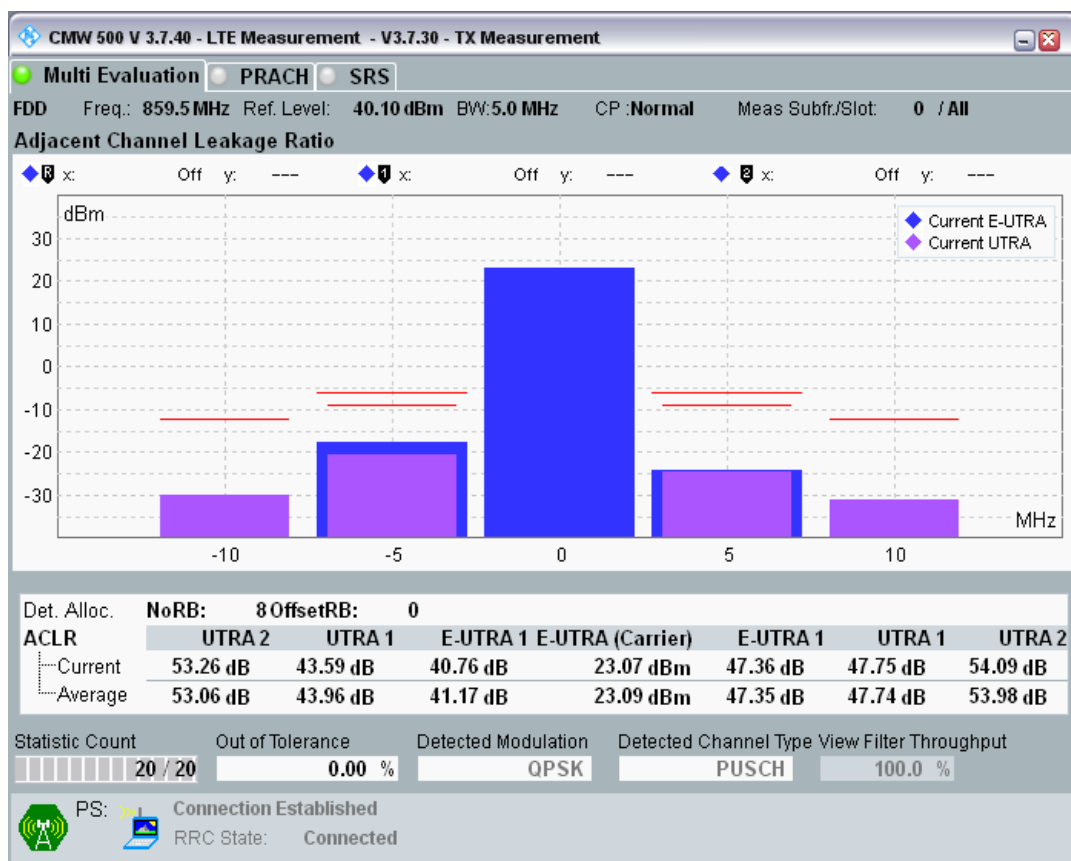 CMW 500 V 3.7.40 - LTE Measurement - V3.7.30 - TX Measurement
Multi Evaluation PRACH SRS
FDD Freq.: 859.5 MHz Ref. Level: 40.10 dBm BW:5.0 MHz CP :Normal Meas Subfr./Slot: 0 / All
Adjacent Channel Leakage Ratio
R x: Off y: --- 1 x: Off y: --- 2 x: Off y: ---
dBm
Current E-UTRA
Current UTRA
30
20
10
0
-10
-20
-30
MHz
-10 -5 0 5 10
Det. Alloc. NoRB: 8 OffsetRB: 0
ACLR UTRA 2 UTRA 1 E-UTRA 1 E-UTRA (Carrier) E-UTRA 1 UTRA 1 UTRA 2
Current 53.26 dB 43.59 dB 40.76 dB 23.07 dBm 47.36 dB 47.75 dB 54.09 dB
Average 53.06 dB 43.96 dB 41.17 dB 23.09 dBm 47.35 dB 47.74 dB 53.98 dB
Statistic Count Out of Tolerance Detected Modulation Detected Channel Type View Filter Throughput
20 / 20 0.00 % QPSK PUSCH 100.0 %
PS: Connection Established
RRC State: Connected